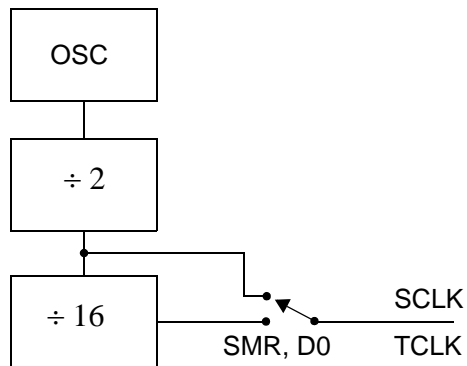 OSC
÷ 2
÷ 16
SCLK
SMR, D0
TCLK